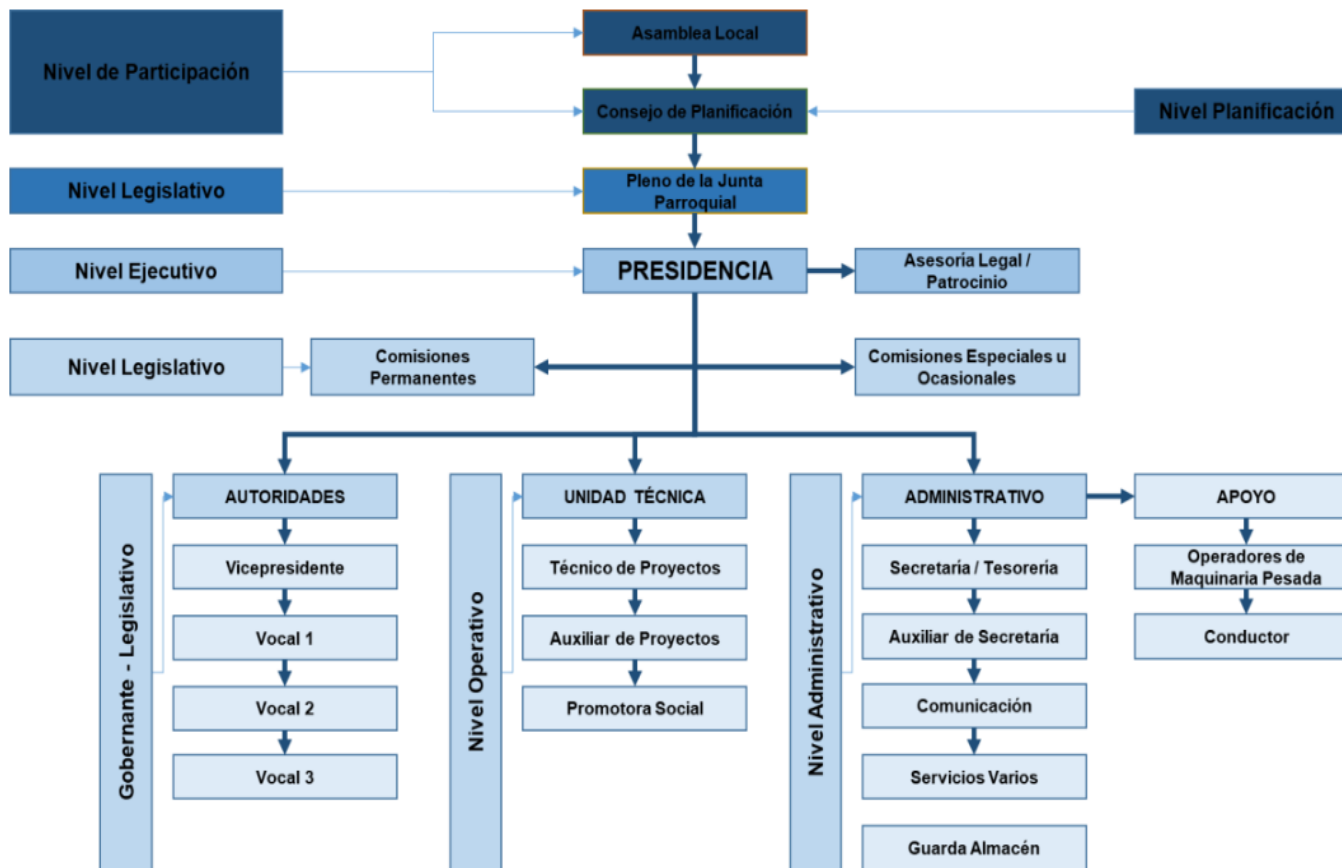 Asamblea Local
Nivel de Participación
Consejo de Planificación
Nivel Planificación
Nivel Legislativo
Pleno de la Junta
Parroquial
Nivel Ejecutivo
PRESIDENCIA
Asesoría Legal /
Patrocinio
Nivel Legislativo
Comisiones
Permanentes
Comisiones Especiales u
Ocasionales
Gobernante - Legislativo
AUTORIDADES
Vicepresidente
Vocal 1
Vocal 2
Vocal 3
Nivel Operativo
UNIDAD TÉCNICA
Técnico de Proyectos
Auxiliar de Proyectos
Promotora Social
Nivel Administrativo
ADMINISTRATIVO
Secretaría / Tesorería
Auxiliar de Secretaría
Comunicación
Servicios Varios
Guarda Almacén
APOYO
Operadores de
Maquinaria Pesada
Conductor